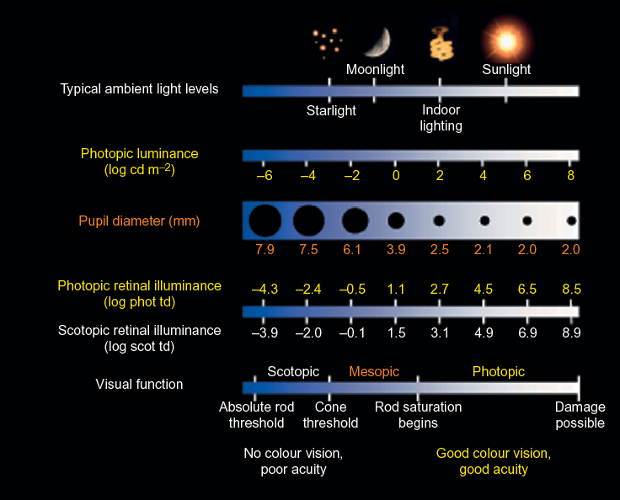 Moonlight
Sunlight
Typical ambient light levels
Starlight
Indoor
lighting
Photopic luminance
(log cd m–2)
–6 –4 –2 0 2 4 6 8
Pupil diameter (mm)
7.9 7.5 6.1 3.9 2.5 2.1 2.0 2.0
Photopic retinal illuminance
(log phot td)
–4.3 –2.4 –0.5 1.1 2.7 4.5 6.5 8.5
Scotopic retinal illuminance
(log scot td)
–3.9 –2.0 –0.1 1.5 3.1 4.9 6.9 8.9
Visual function
Scotopic
Mesopic
Photopic
Absolute rod
threshold
Cone
threshold
Rod saturation
begins
Damage
possible
No colour vision,
poor acuity
Good colour vision,
good acuity